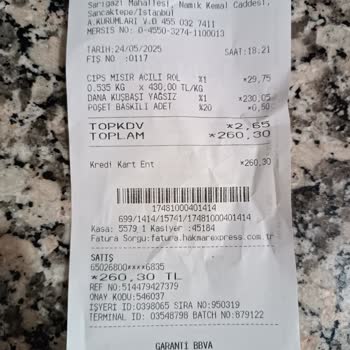 Sarıgazi Mahallesi, Namık Kemal Caddesi,
Sancaktepe/İstanbul
A.KURUMLARI V.D 455 032 7411
MERSIS NO: 0-4550-3274-1100013
TARİH:24/05/2025 SAAT:18:21
FİŞ NO :0117
CIPS MISIR ACILI ROL %1 *29,75
0.535 KG x 430,00 TL/KG
DANA KUŞBAŞI YAĞSIZ %1 *230,05
POŞET BASKILI ADET %20 *0,50
TOPKDV *2,65
TOPLAM *260,30
Kredi Kart Ent *260,30
17481000401414
699/1414/15741/17481000401414
Kasa: 5579_1 Kasiyer :45184
Fatura Sorgu:fatura.hakmarexpress.com.tr
SATIŞ
65026800****6835
*260,30 TL
REF NO:514479427379
ONAY KODU:546037
İŞYERİ ID:0398065 SIRA NO:950319
TERMINAL ID: 03548798 BATCH NO:879122
GARANTI BBVA